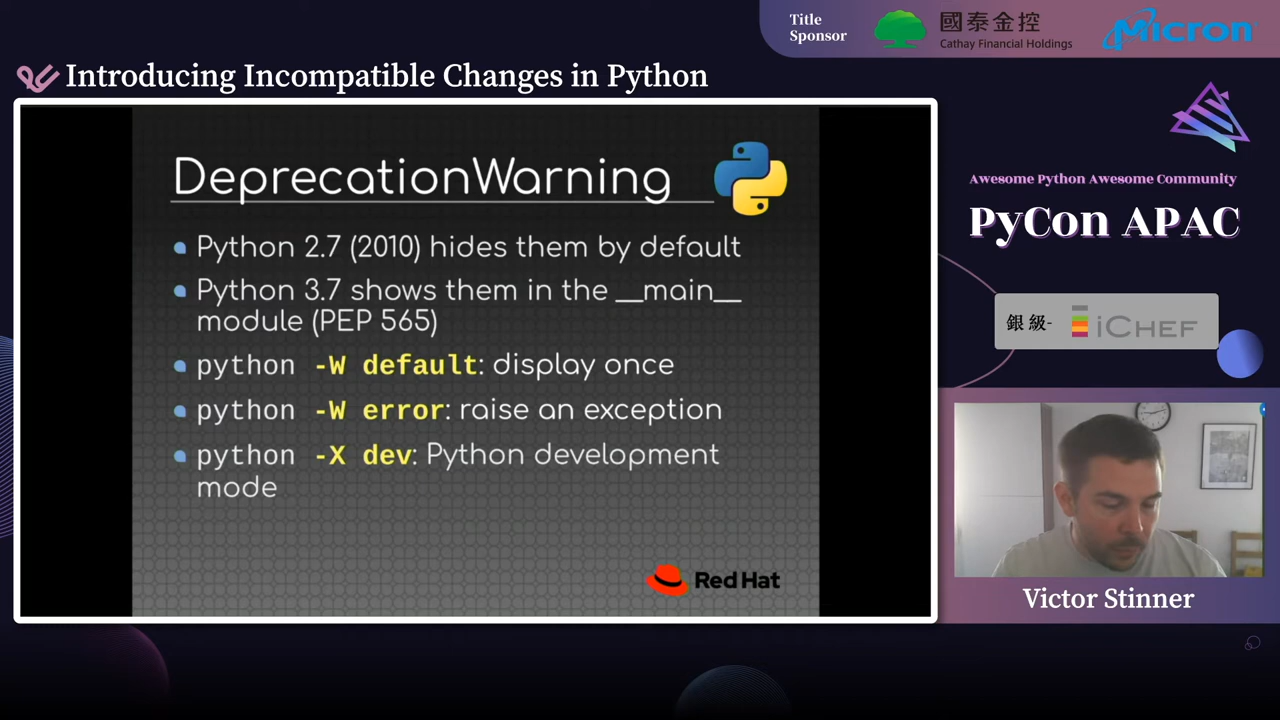 Title
Sponsor
國泰金控
Cathay Financial Holdings
Micron
Introducing Incompatible Changes in Python
DeprecationWarning
Python 2.7 (2010) hides them by default
Python 3.7 shows them in the __main__
module (PEP 565)
python -W default: display once
python -W error: raise an exception
python -X dev: Python development
mode
Red Hat
Awesome Python Awesome Community
PyCon APAC
銀級- iCHEF
Victor Stinner